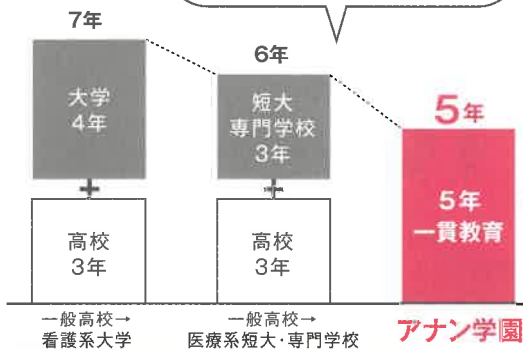 7年
大学
4年
+
高校
3年
一般高校→
看護系大学
6年
短大
専門学校
3年
+
高校
3年
一般高校→
医療系短大・専門学校
5年
5年
一貫教育
アナン学園